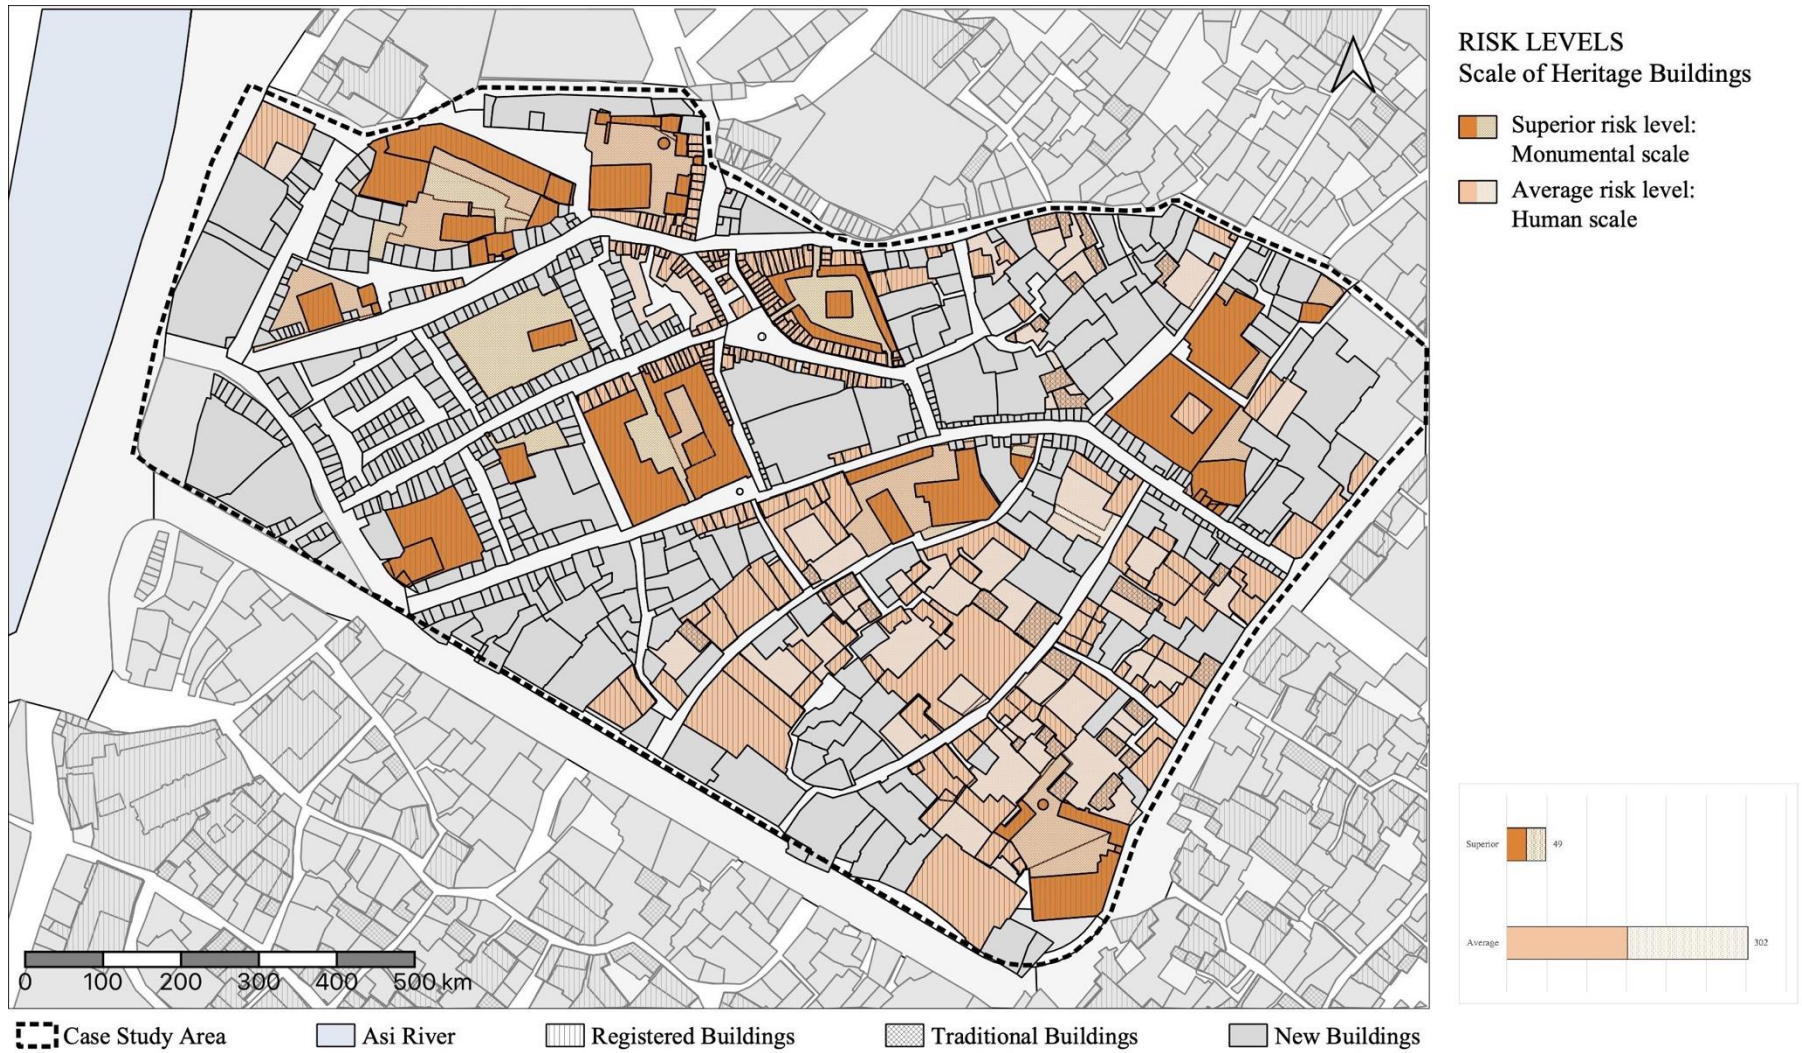 RISK LEVELS
Scale of Heritage Buildings
Superior risk level:
Monumental scale
Average risk level:
Human scale
Superior
49
Average
302
0 100 200 300 400 500 km
Case Study Area
Asi River
Registered Buildings
Traditional Buildings
New Buildings